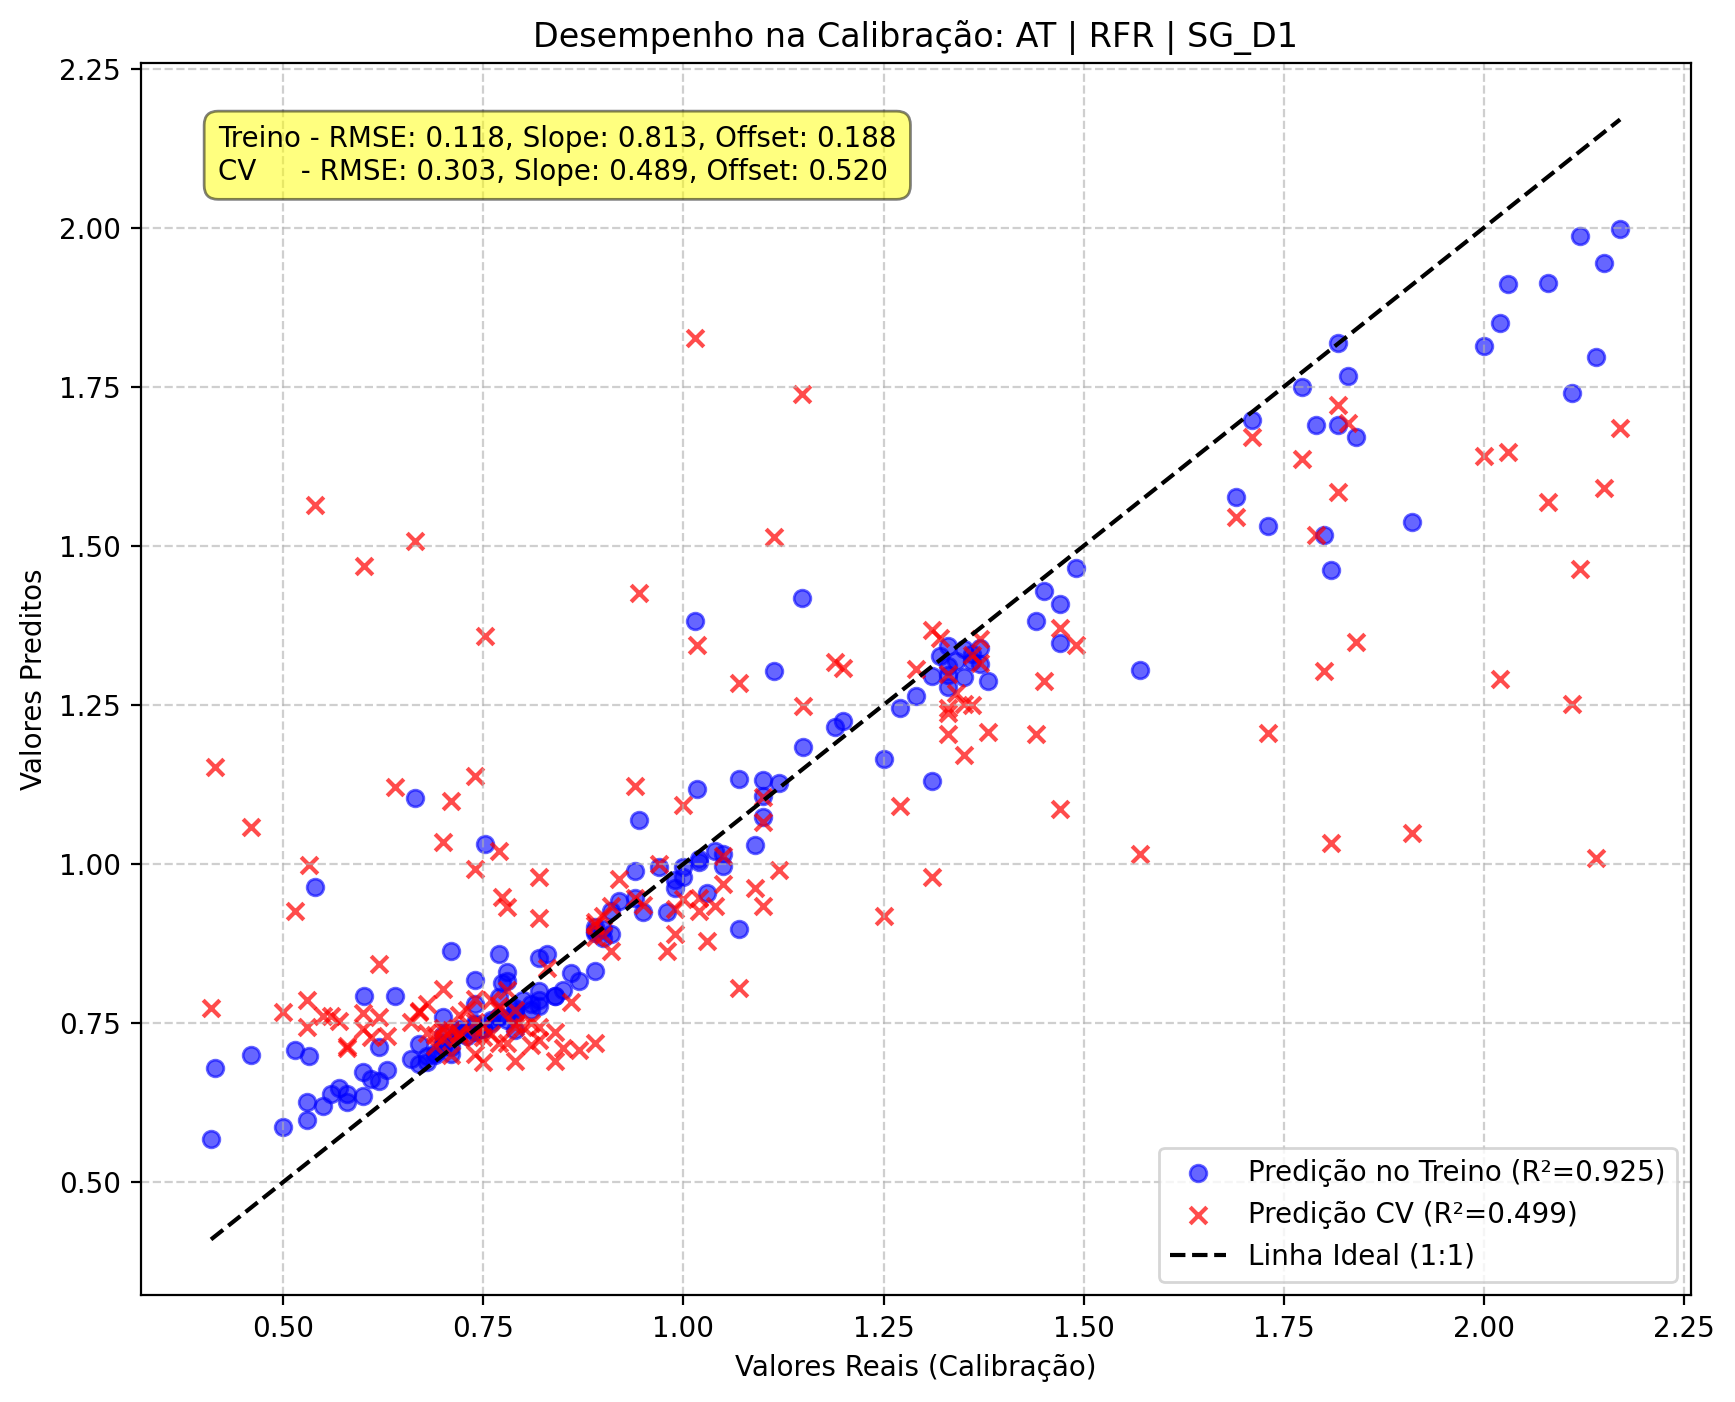 Desempenho na Calibração: AT | RFR | SG_D1
Treino - RMSE: 0.118, Slope: 0.813, Offset: 0.188
CV - RMSE: 0.303, Slope: 0.489, Offset: 0.520
Valores Preditos
2.25
2.00
1.75
1.50
1.25
1.00
0.75
0.50
Predição no Treino (R²=0.925)
Predição CV (R²=0.499)
Linha Ideal (1:1)
0.50 0.75 1.00 1.25 1.50 1.75 2.00 2.25
Valores Reais (Calibração)